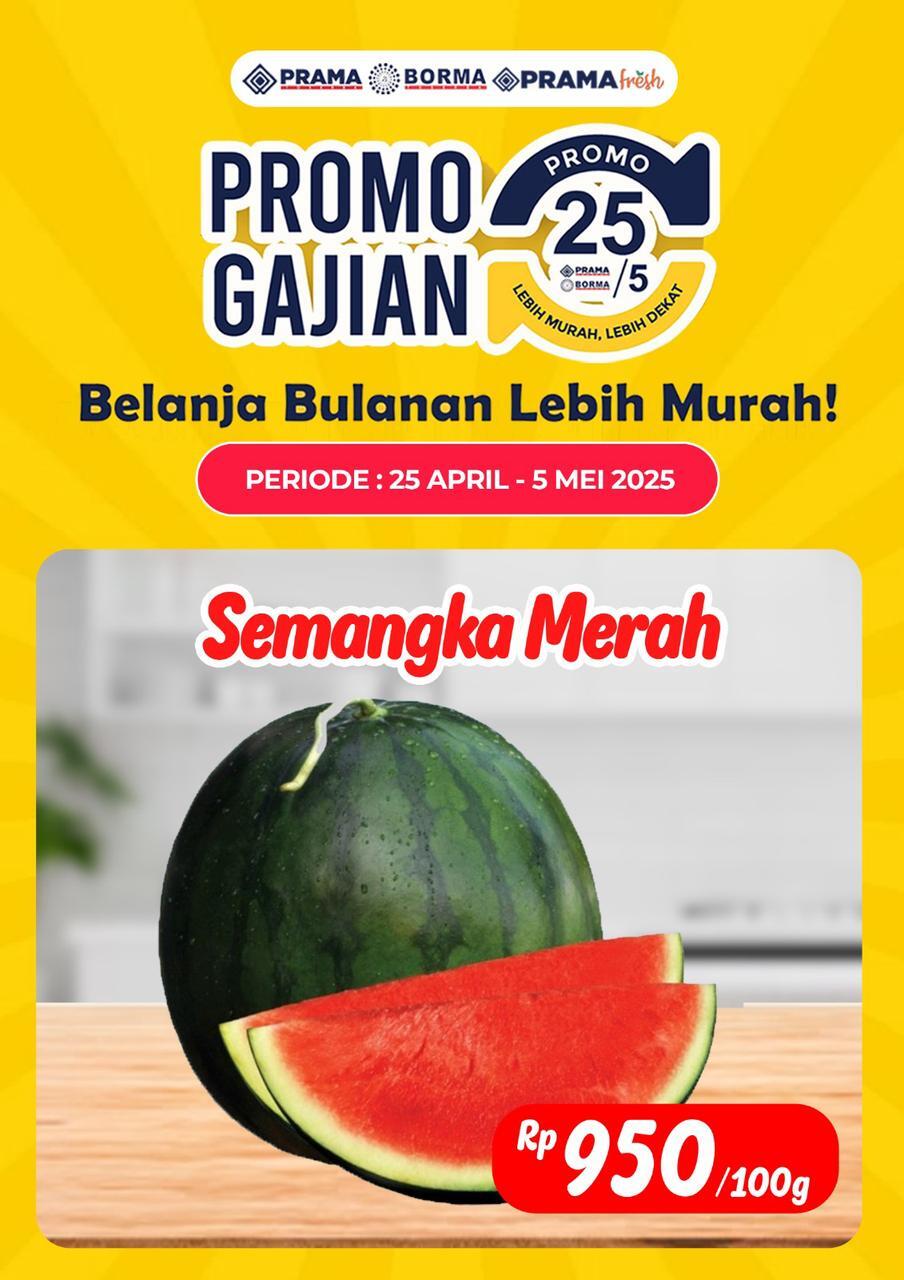 PRAMA BORMA PRAMA fresh
PROMO
GAJIAN
PROMO
25
/5
PRAMA
BORMA
LEBIH MURAH, LEBIH DEKAT
Belanja Bulanan Lebih Murah!
PERIODE : 25 APRIL - 5 MEI 2025
Semangka Merah
Rp 950 /100g